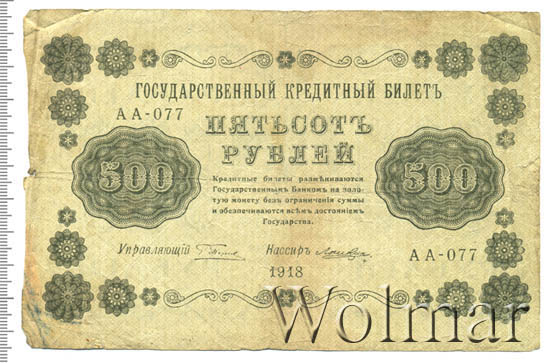 ГОСУДАРСТВЕННЫЙ КРЕДИТНЫЙ БИЛЕТЪ
АА-077
ПЯТЬСОТЪ
РУБЛЕЙ
500
500
Кредитные билеты размѣниваются
Государственнымъ Банкомъ на золо-
тую монету безъ ограниченія суммы
и обезпечиваются всѣмъ достояніемъ
Государства.
Управляющій
Кассиръ
АА-077
1918
Wolmar